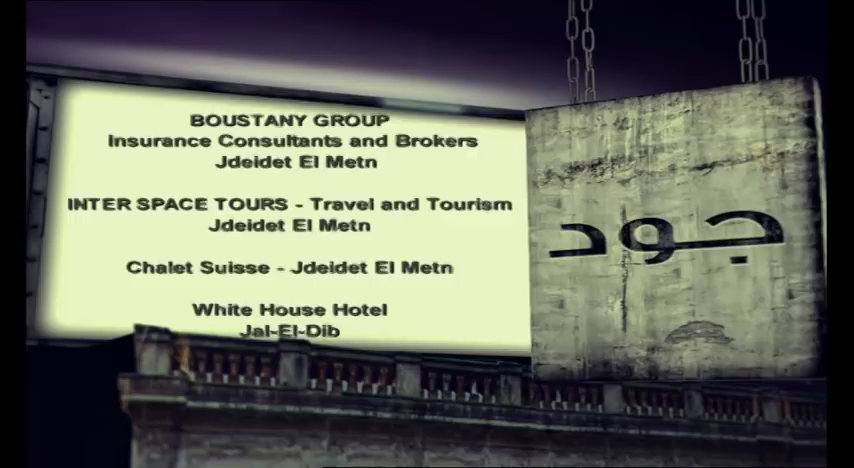 BOUSTANY GROUP
Insurance Consultants and Brokers
Jdeidet El Metn
INTER SPACE TOURS - Travel and Tourism
Jdeidet El Metn
Chalet Suisse - Jdeidet El Metn
White House Hotel
Jal-El-Dib
جود